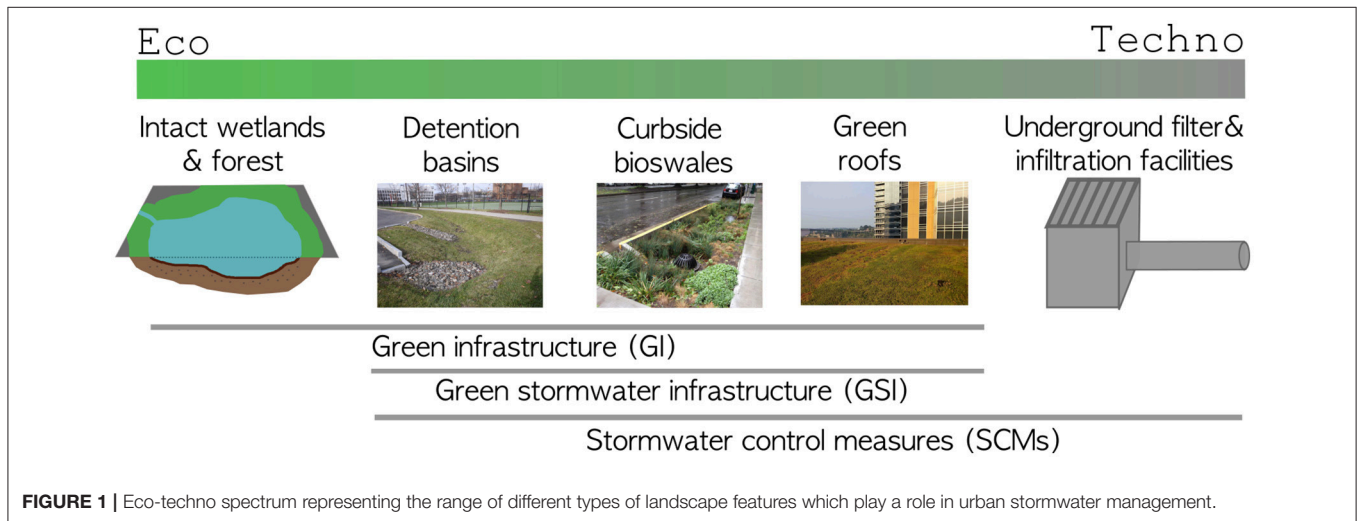 Eco Techno
Intact wetlands
& forest
Detention
basins
Curbside
bioswales
Green
roofs
Underground filter&
infiltration facilities
Green infrastructure (GI)
Green stormwater infrastructure (GSI)
Stormwater control measures (SCMs)
FIGURE 1 | Eco-techno spectrum representing the range of different types of landscape features which play a role in urban stormwater management.